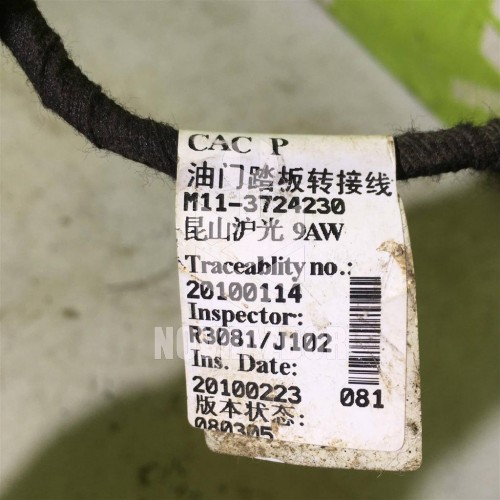 CAC P
油门踏板转接线
M11-3724230
昆山沪光 9AW
Traceablity no.:
20100114
Inspector:
R3081/J102
Ins. Date:
20100223 081
版本状态:
080305